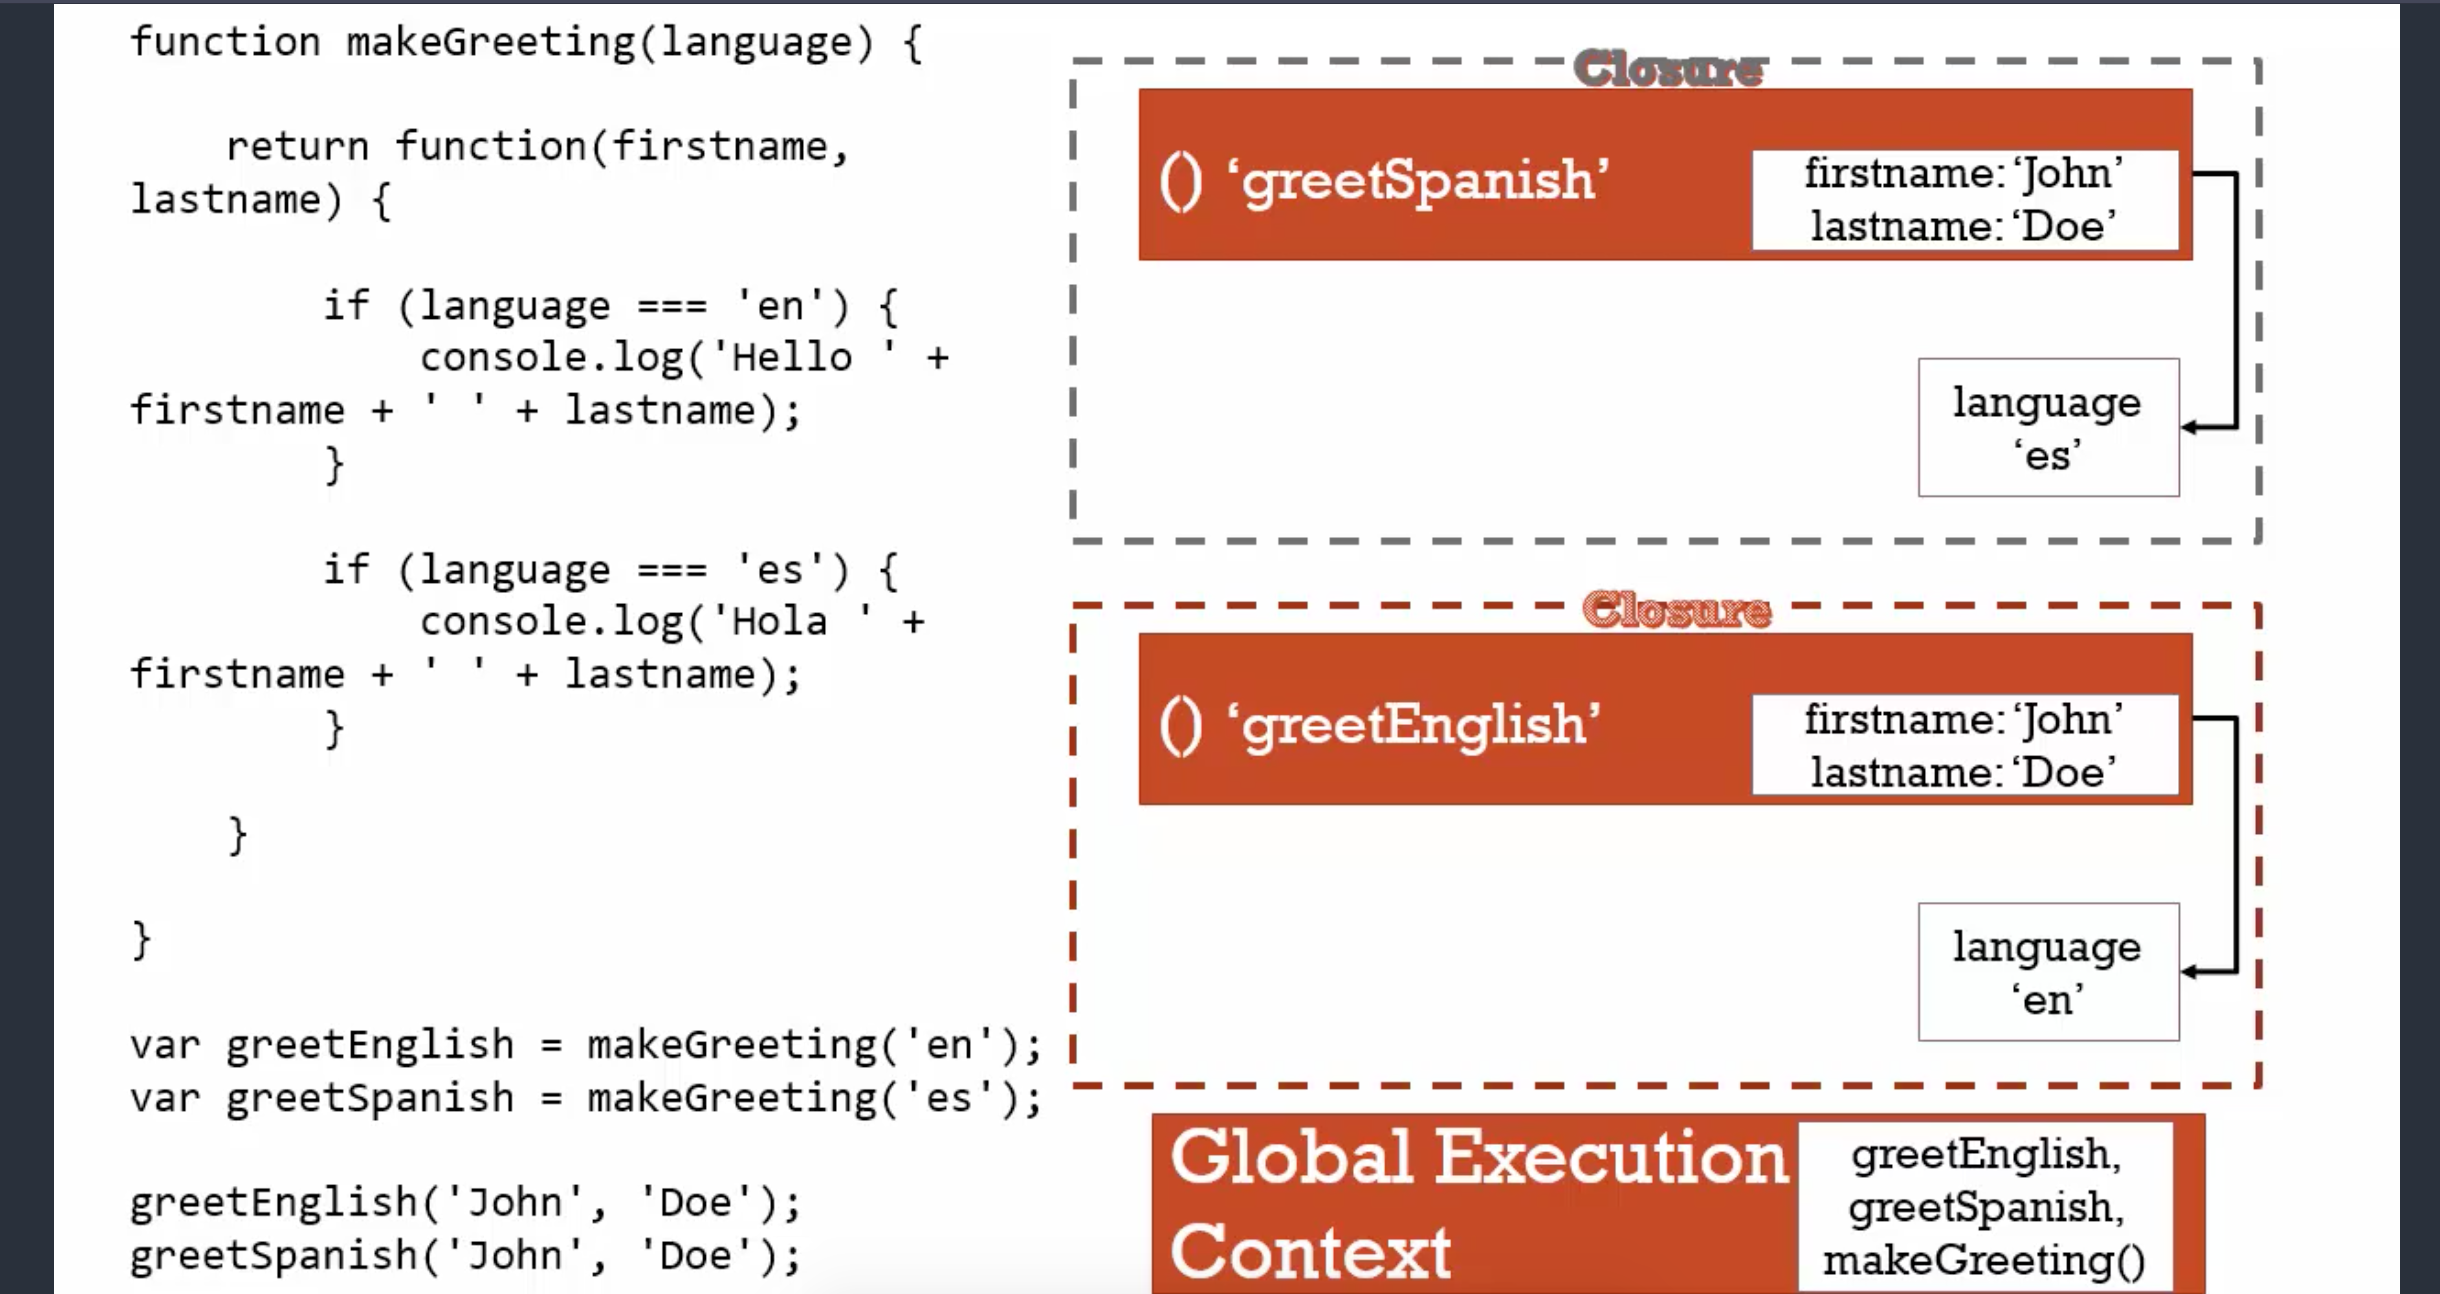 function makeGreeting(language) {
    return function(firstname,
lastname) {
        if (language === 'en') {
            console.log('Hello ' +
firstname + ' ' + lastname);
        }
        if (language === 'es') {
            console.log('Hola ' +
firstname + ' ' + lastname);
        }
    }
}
var greetEnglish = makeGreeting('en');
var greetSpanish = makeGreeting('es');
greetEnglish('John', 'Doe');
greetSpanish('John', 'Doe');
Closure
() ‘greetSpanish’
firstname: ‘John’
lastname: ‘Doe’
language
‘es’
Closure
() ‘greetEnglish’
firstname: ‘John’
lastname: ‘Doe’
language
‘en’
Global Execution
Context
greetEnglish,
greetSpanish,
makeGreeting()